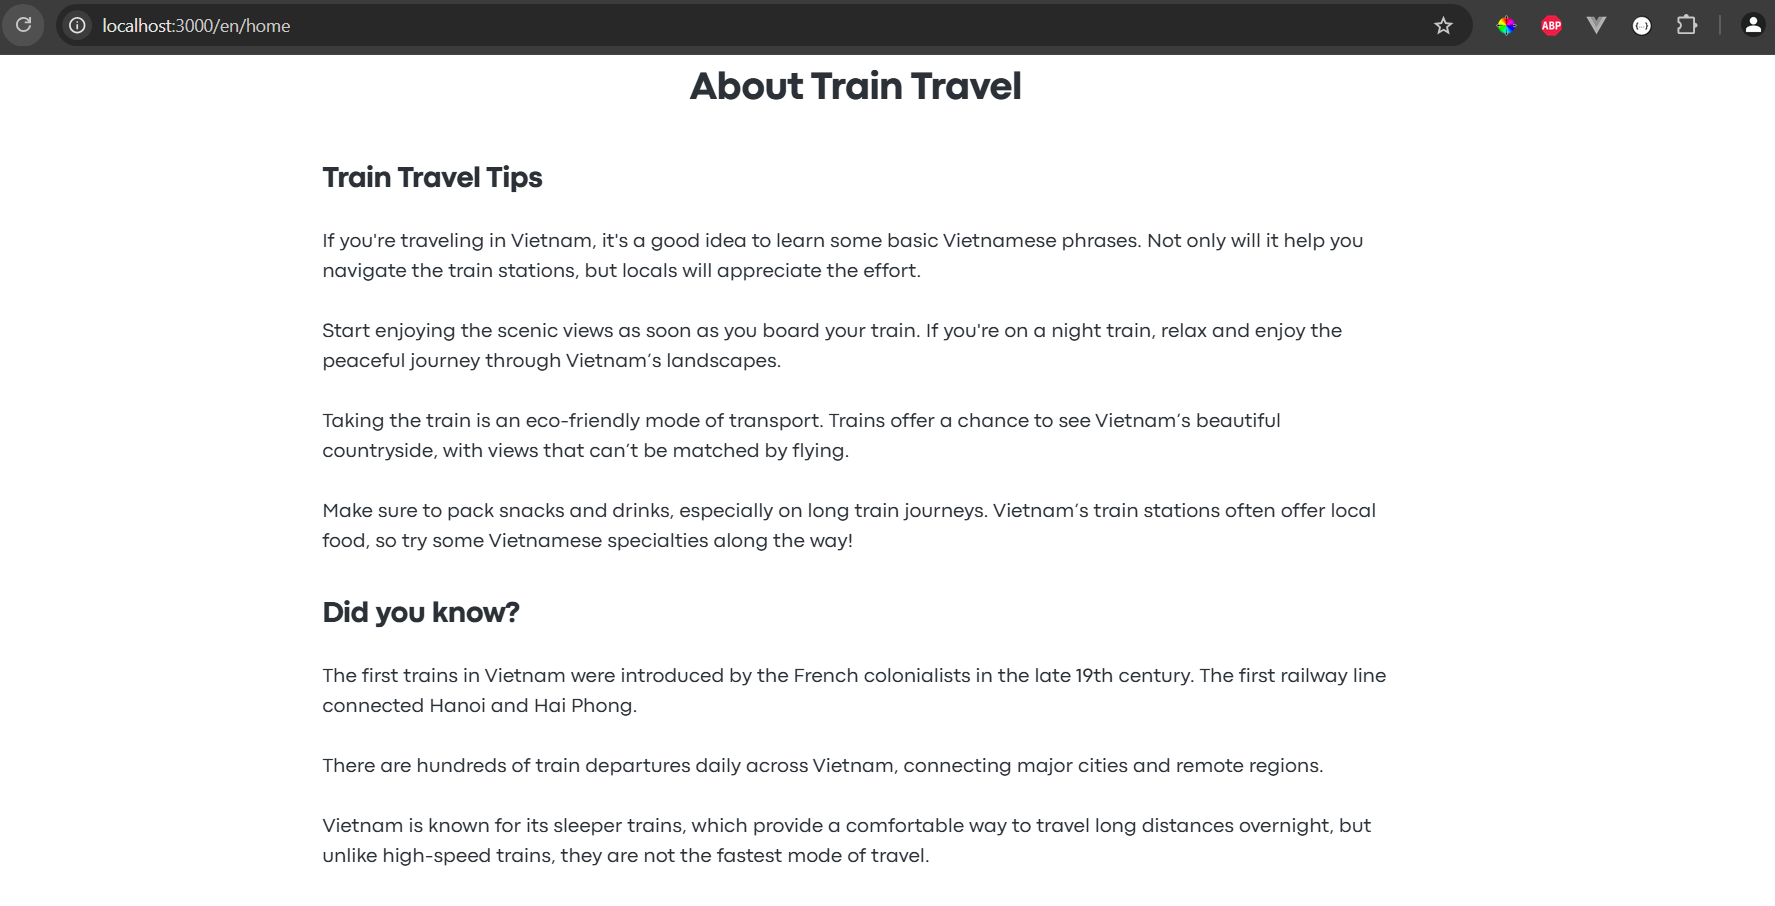 localhost:3000/en/home
ABP
About Train Travel
Train Travel Tips
If you're traveling in Vietnam, it's a good idea to learn some basic Vietnamese phrases. Not only will it help you
navigate the train stations, but locals will appreciate the effort.
Start enjoying the scenic views as soon as you board your train. If you're on a night train, relax and enjoy the
peaceful journey through Vietnam’s landscapes.
Taking the train is an eco-friendly mode of transport. Trains offer a chance to see Vietnam’s beautiful
countryside, with views that can’t be matched by flying.
Make sure to pack snacks and drinks, especially on long train journeys. Vietnam’s train stations often offer local
food, so try some Vietnamese specialties along the way!
Did you know?
The first trains in Vietnam were introduced by the French colonialists in the late 19th century. The first railway line
connected Hanoi and Hai Phong.
There are hundreds of train departures daily across Vietnam, connecting major cities and remote regions.
Vietnam is known for its sleeper trains, which provide a comfortable way to travel long distances overnight, but
unlike high-speed trains, they are not the fastest mode of travel.